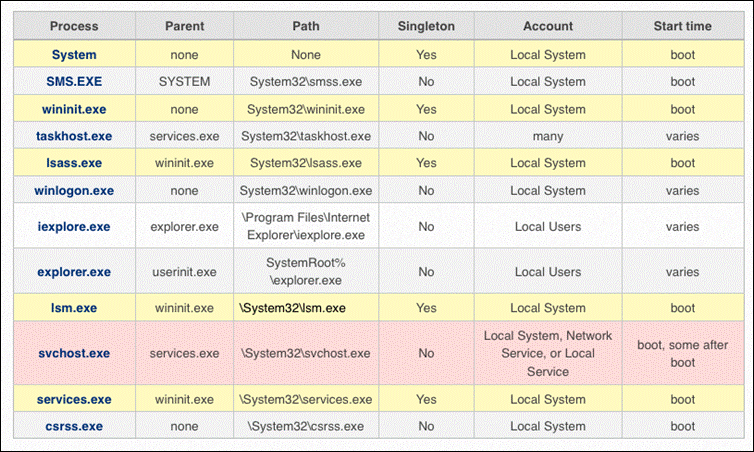 Process Parent Path Singleton Account Start time
System none None Yes Local System boot
SMS.EXE SYSTEM System32\smss.exe No Local System boot
wininit.exe none System32\wininit.exe Yes Local System boot
taskhost.exe services.exe System32\taskhost.exe No many varies
lsass.exe wininit.exe System32\lsass.exe Yes Local System boot
winlogon.exe none System32\winlogon.exe No Local System varies
iexplore.exe explorer.exe \Program Files\Internet
Explorer\iexplore.exe No Local Users varies
explorer.exe userinit.exe SystemRoot%
\explorer.exe No Local Users varies
lsm.exe wininit.exe \System32\lsm.exe Yes Local System boot
svchost.exe services.exe \System32\svchost.exe No Local System, Network
Service, or Local
Service boot, some after
boot
services.exe wininit.exe \System32\services.exe Yes Local System boot
csrss.exe none \System32\csrss.exe No Local System boot